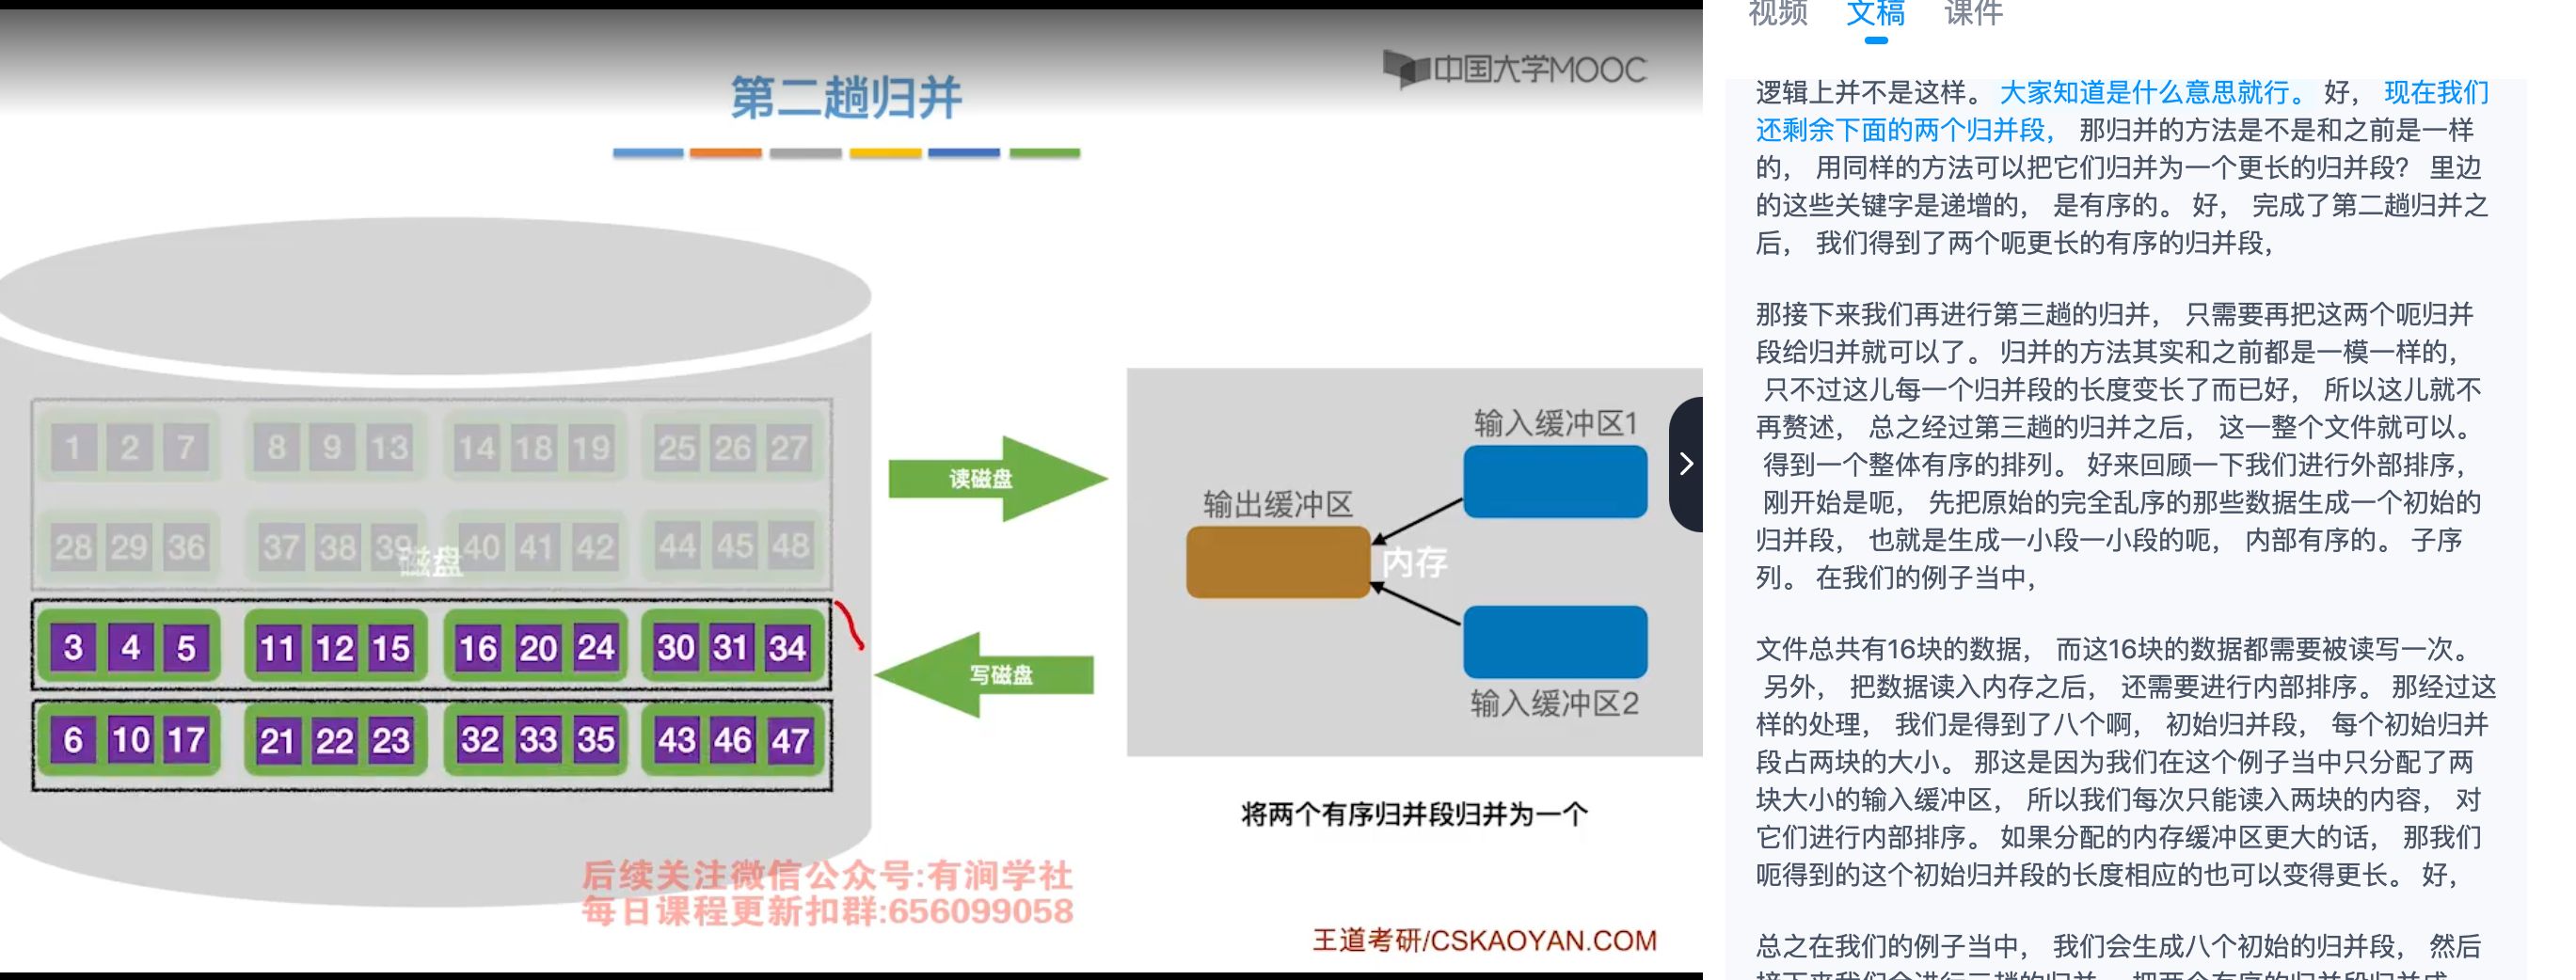 中国大学MOOC
第二趟归并
1 2 7 8 9 13 14 18 19 25 26 27
28 29 36 37 38 39 40 41 42 44 45 48
磁盘
3 4 5 11 12 15 16 20 24 30 31 34
6 10 17 21 22 23 32 33 35 43 46 47
读磁盘
写磁盘
输入缓冲区1
输出缓冲区
内存
输入缓冲区2
将两个有序归并段归并为一个
后续关注微信公众号:有涧学社
每日课程更新扣群:656099058
王道考研/CSKAOYAN.COM
视频 文稿 课件
逻辑上并不是这样。 大家知道是什么意思就行。 好， 现在我们
还剩余下面的两个归并段， 那归并的方法是不是和之前是一样
的， 用同样的方法可以把它们归并为一个更长的归并段? 里边
的这些关键字是递增的， 是有序的。 好， 完成了第二趟归并之
后， 我们得到了两个呃更长的有序的归并段，
那接下来我们再进行第三趟的归并， 只需要再把这两个呃归并
段给归并就可以了。 归并的方法其实和之前都是一模一样的，
只不过这儿每一个归并段的长度变长了而已好， 所以这儿就不
再赘述， 总之经过第三趟的归并之后， 这一整个文件就可以。
得到一个整体有序的排列。 好来回顾一下我们进行外部排序，
刚开始是呃， 先把原始的完全乱序的那些数据生成一个初始的
归并段， 也就是生成一小段一小段的呃， 内部有序的。 子序
列。 在我们的例子当中，
文件总共有16块的数据， 而这16块的数据都需要被读写一次。
另外， 把数据读入内存之后， 还需要进行内部排序。 那经过这
样的处理， 我们是得到了八个啊， 初始归并段， 每个初始归并
段占两块的大小。 那这是因为我们在这个例子当中只分配了两
块大小的输入缓冲区， 所以我们每次只能读入两块的内容， 对
它们进行内部排序。 如果分配的内存缓冲区更大的话， 那我们
呃得到的这个初始归并段的长度相应的也可以变得更长。 好，
总之在我们的例子当中， 我们会生成八个初始的归并段， 然后